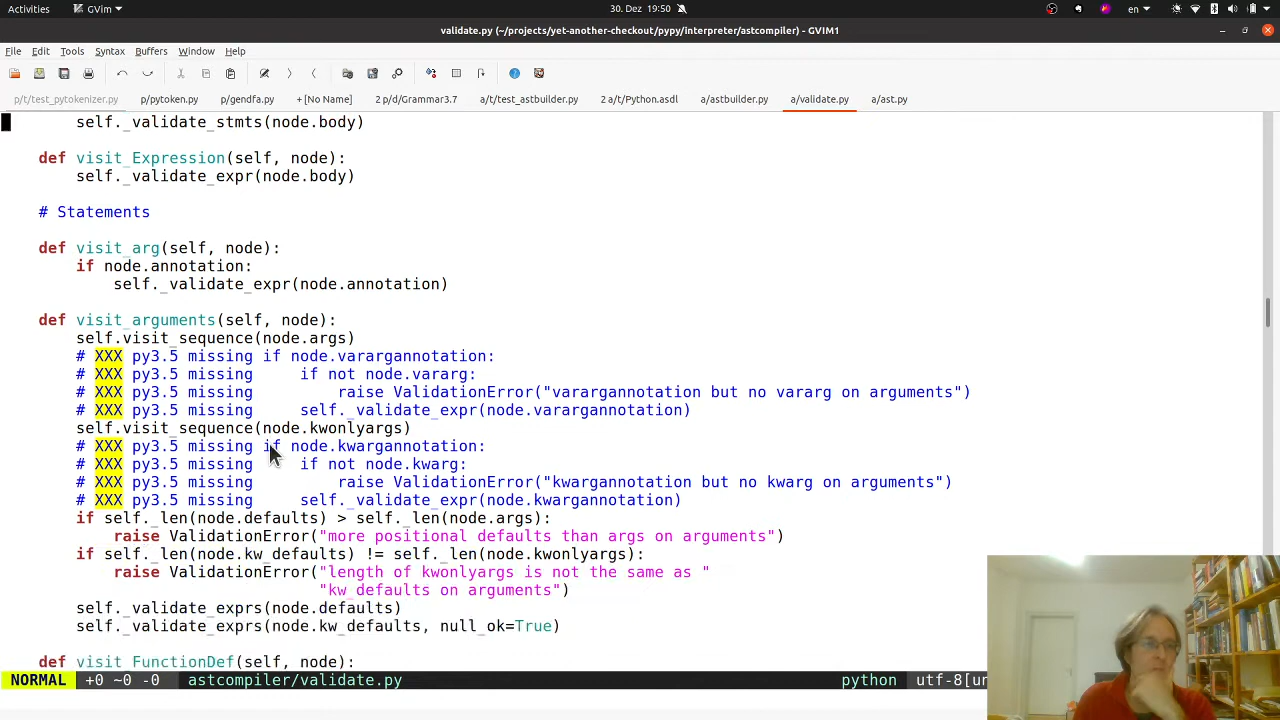 Activities GVim 30. Dez 19:50 en
validate.py (~/projects/yet-another-checkout/pypy/interpreter/astcompiler) - GVIM1
File Edit Tools Syntax Buffers Window Help
p/t/test_pytokenizer.py p/pytoken.py p/gendfa.py + [No Name] 2 p/d/Grammar3.7 a/t/test_astbuilder.py 2 a/t/Python.asdl a/astbuilder.py a/validate.py a/ast.py
self._validate_stmts(node.body)
def visit_Expression(self, node):
self._validate_expr(node.body)
# Statements
def visit_arg(self, node):
if node.annotation:
self._validate_expr(node.annotation)
def visit_arguments(self, node):
self.visit_sequence(node.args)
# XXX py3.5 missing if node.varargannotation:
# XXX py3.5 missing     if not node.vararg:
# XXX py3.5 missing         raise ValidationError("varargannotation but no vararg on arguments")
# XXX py3.5 missing     self._validate_expr(node.varargannotation)
self.visit_sequence(node.kwonlyargs)
# XXX py3.5 missing if node.kwargannotation:
# XXX py3.5 missing     if not node.kwarg:
# XXX py3.5 missing         raise ValidationError("kwargannotation but no kwarg on arguments")
# XXX py3.5 missing     self._validate_expr(node.kwargannotation)
if self._len(node.defaults) > self._len(node.args):
raise ValidationError("more positional defaults than args on arguments")
if self._len(node.kw_defaults) != self._len(node.kwonlyargs):
raise ValidationError("length of kwonlyargs is not the same as "
"kw_defaults on arguments")
self._validate_exprs(node.defaults)
self._validate_exprs(node.kw_defaults, null_ok=True)
def visit_FunctionDef(self, node):
NORMAL +0 ~0 -0 astcompiler/validate.py python utf-8[un